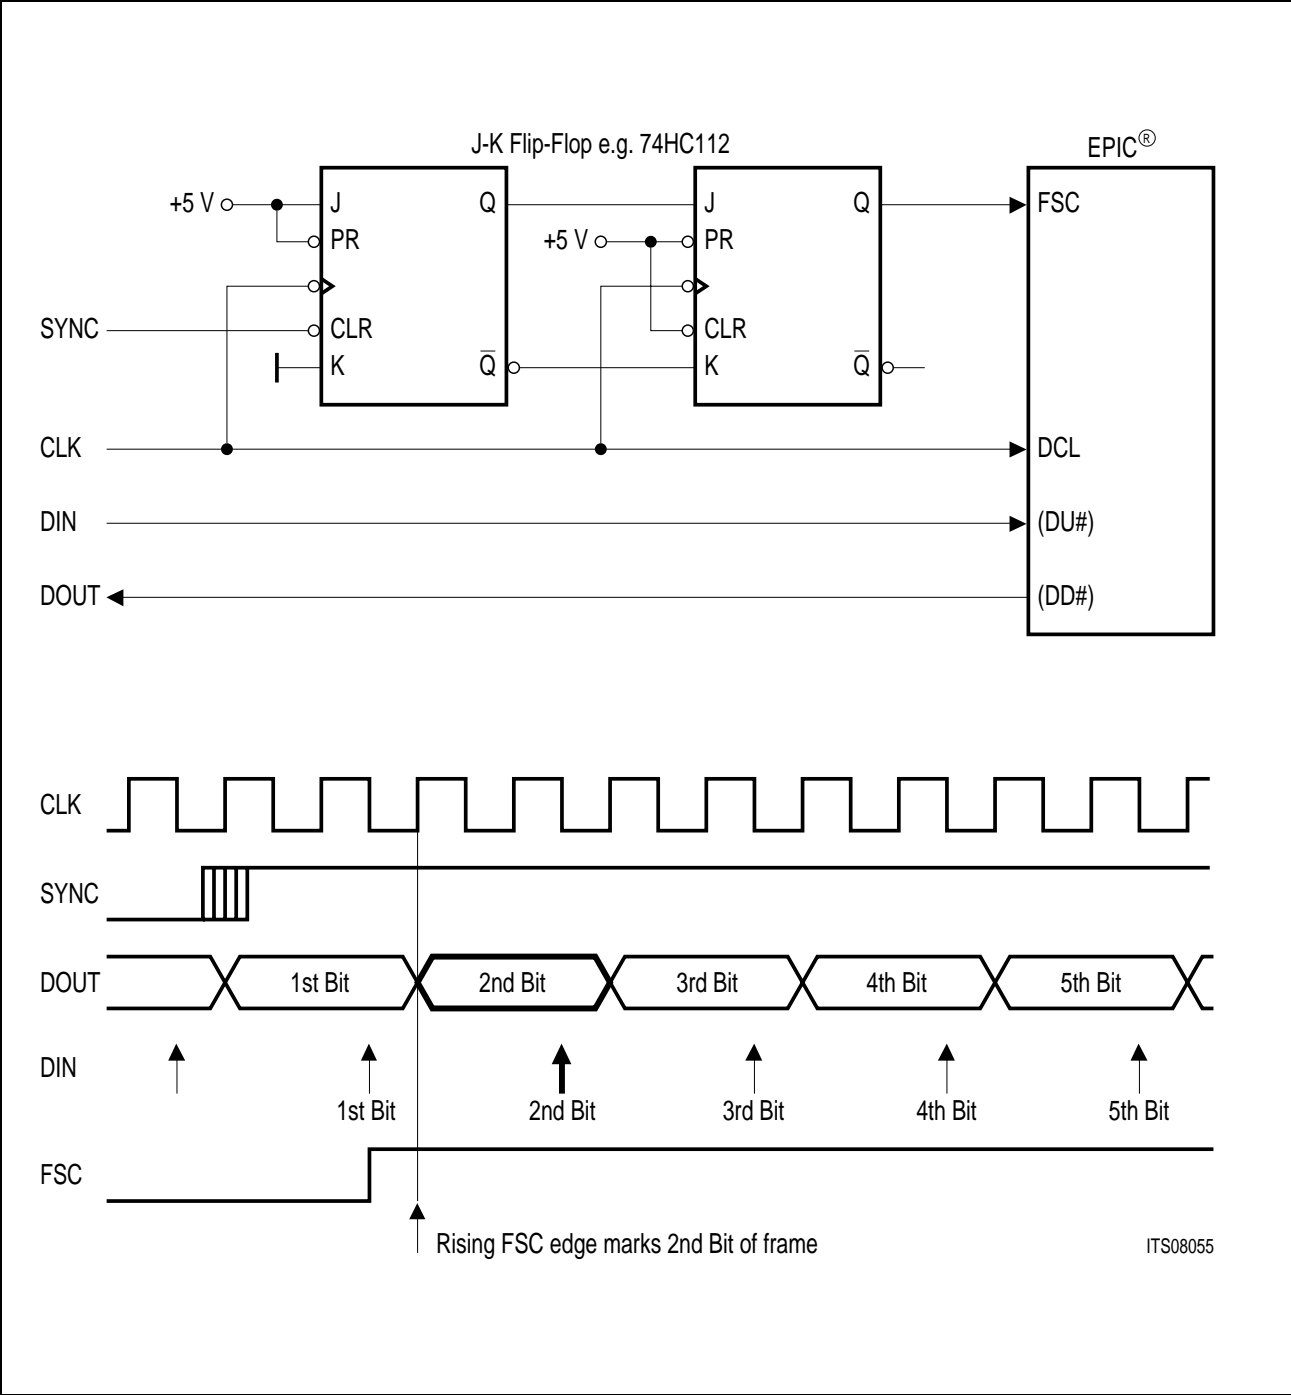 J-K Flip-Flop e.g. 74HC112
EPIC®
+5 V
J
Q
J
Q
FSC
PR
+5 V
PR
SYNC
CLR
CLR
K
Q̅
K
Q̅
CLK
DCL
DIN
(DU#)
DOUT
(DD#)
CLK
SYNC
DOUT
1st Bit
2nd Bit
3rd Bit
4th Bit
5th Bit
DIN
1st Bit
2nd Bit
3rd Bit
4th Bit
5th Bit
FSC
Rising FSC edge marks 2nd Bit of frame
ITS08055